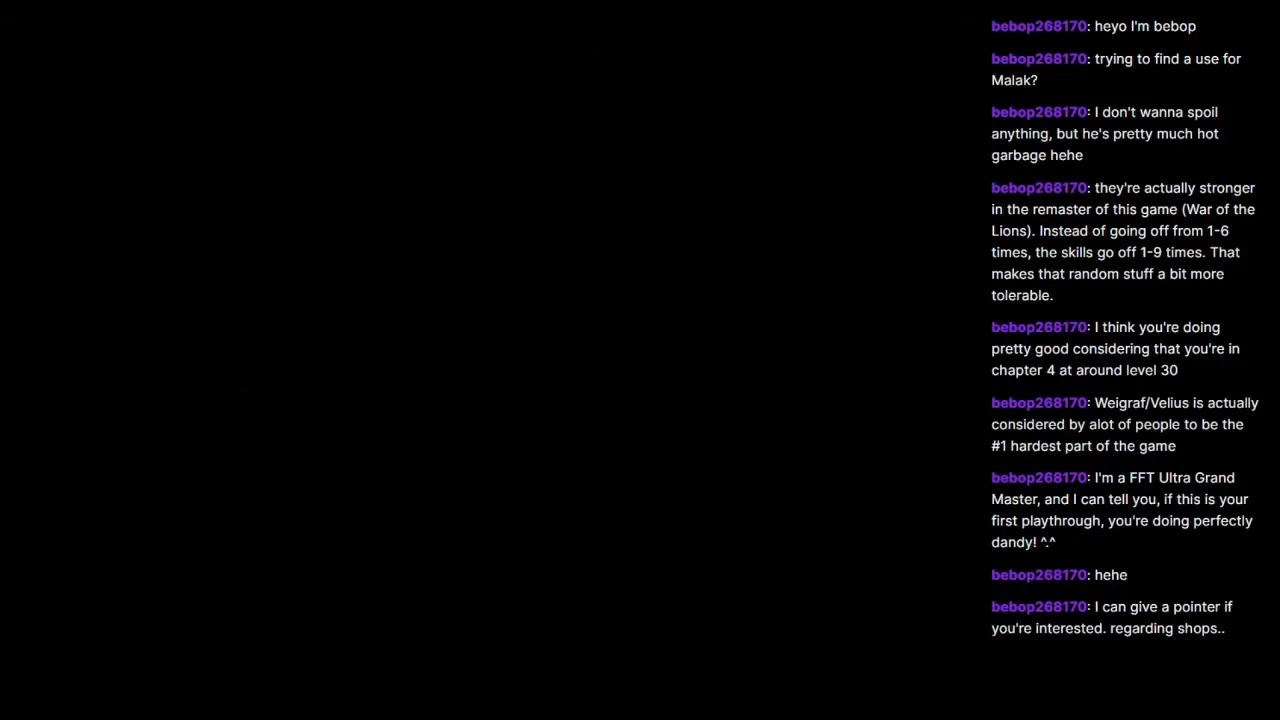 bebop268170: heyo I'm bebop
bebop268170: trying to find a use for
Malak?
bebop268170: I don't wanna spoil
anything, but he's pretty much hot
garbage hehe
bebop268170: they're actually stronger
in the remaster of this game (War of the
Lions). Instead of going off from 1-6
times, the skills go off 1-9 times. That
makes that random stuff a bit more
tolerable.
bebop268170: I think you're doing
pretty good considering that you're in
chapter 4 at around level 30
bebop268170: Weigraf/Velius is actually
considered by alot of people to be the
#1 hardest part of the game
bebop268170: I'm a FFT Ultra Grand
Master, and I can tell you, if this is your
first playthrough, you're doing perfectly
dandy! ^.^
bebop268170: hehe
bebop268170: I can give a pointer if
you're interested. regarding shops..